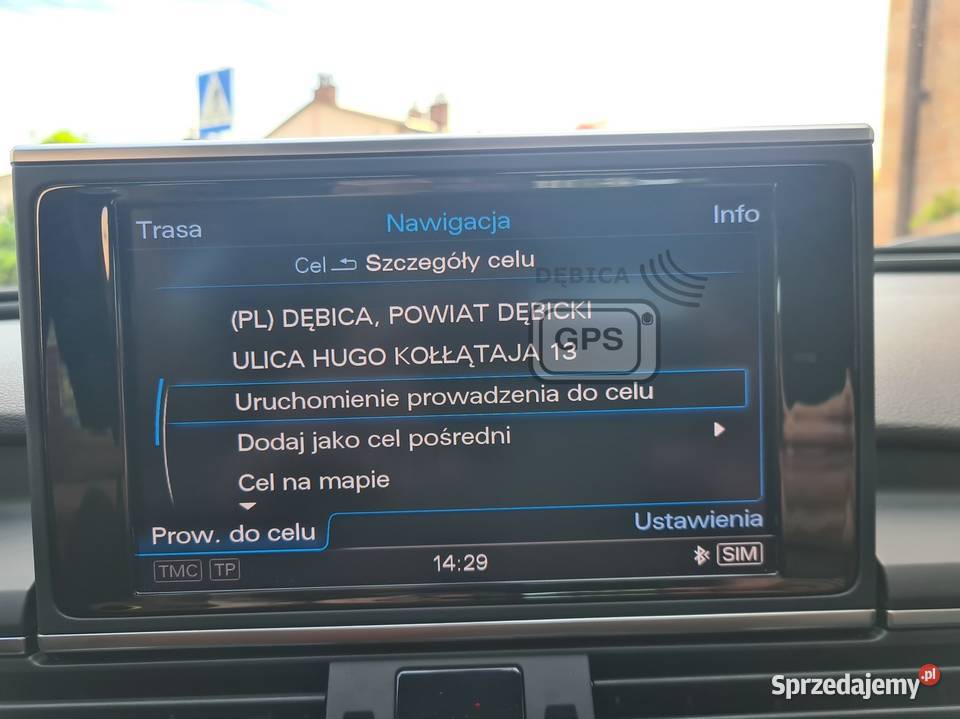 Trasa Nawigacja Info
Cel Szczegóły celu
DĘBICA
GPS
(PL) DĘBICA, POWIAT DĘBICKI
ULICA HUGO KOŁŁĄTAJA 13
Uruchomienie prowadzenia do celu
Dodaj jako cel pośredni
Cel na mapie
Prow. do celu Ustawienia
TMC TP 14:29 SIM
Sprzedajemy.pl